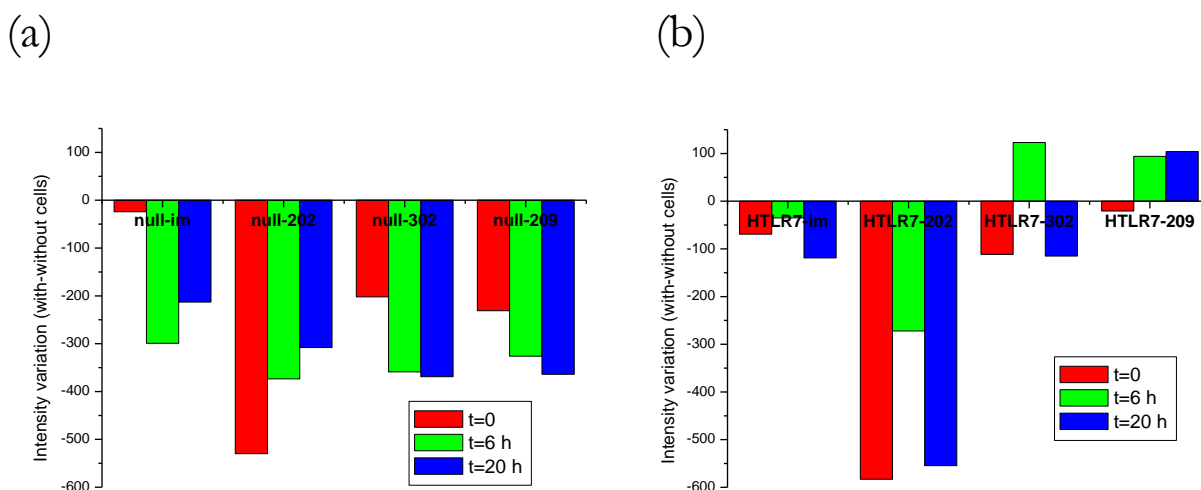 (a)
(b)
Intensity variation (with-without cells)
100
0
-100
-200
-300
-400
-500
-600
null-im
null-202
null-302
null-209
t=0
t=6 h
t=20 h
Intensity variation (with-without cells)
100
0
-100
-200
-300
-400
-500
-600
HTLR7-im
HTLR7-202
HTLR7-302
HTLR7-209
t=0
t=6 h
t=20 h